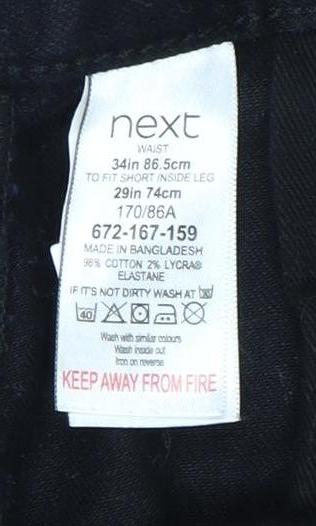 next
WAIST
34in 86.5cm
TO FIT SHORT INSIDE LEG
29in 74cm
170/86A
672-167-159
MADE IN BANGLADESH
98% COTTON 2% LYCRA®
ELASTANE
IF IT'S NOT DIRTY WASH AT 30
40
Wash with similar colours
Wash inside out
Iron on reverse
KEEP AWAY FROM FIRE